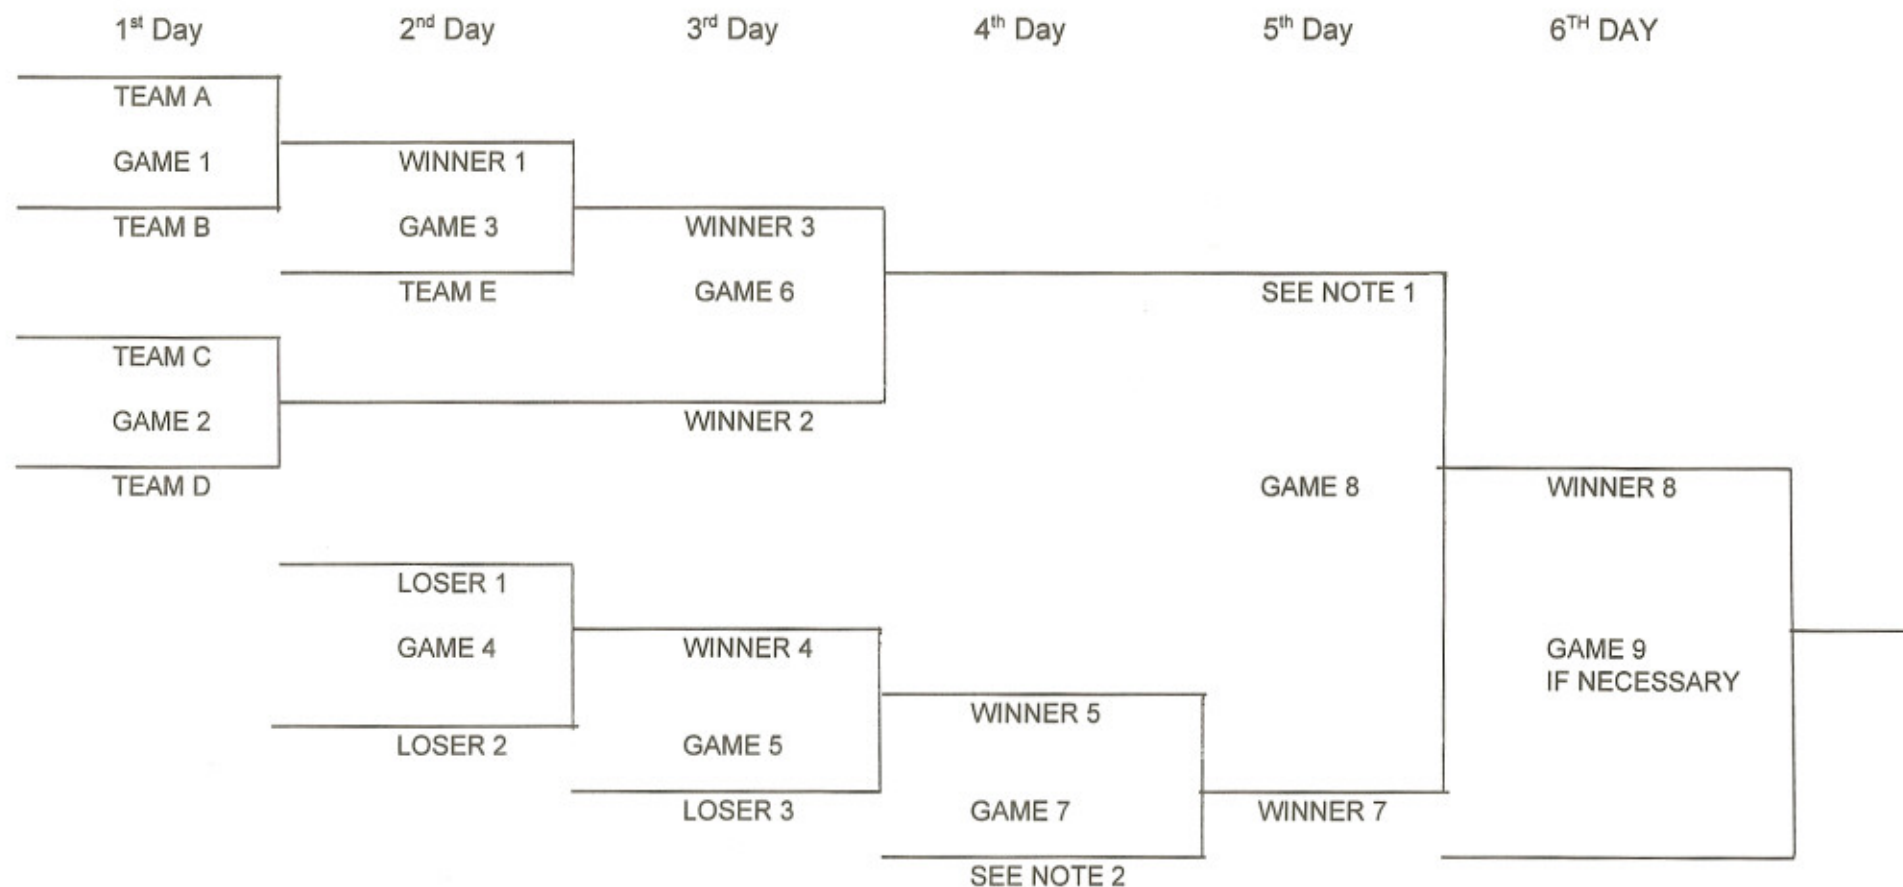 1st Day 2nd Day 3rd Day 4th Day 5th Day 6TH DAY
TEAM A
GAME 1
TEAM B
TEAM C
GAME 2
TEAM D
WINNER 1
GAME 3
TEAM E
LOSER 1
GAME 4
LOSER 2
WINNER 3
GAME 6
WINNER 2
WINNER 4
GAME 5
LOSER 3
WINNER 5
GAME 7
SEE NOTE 2
SEE NOTE 1
GAME 8
WINNER 7
WINNER 8
GAME 9
IF NECESSARY